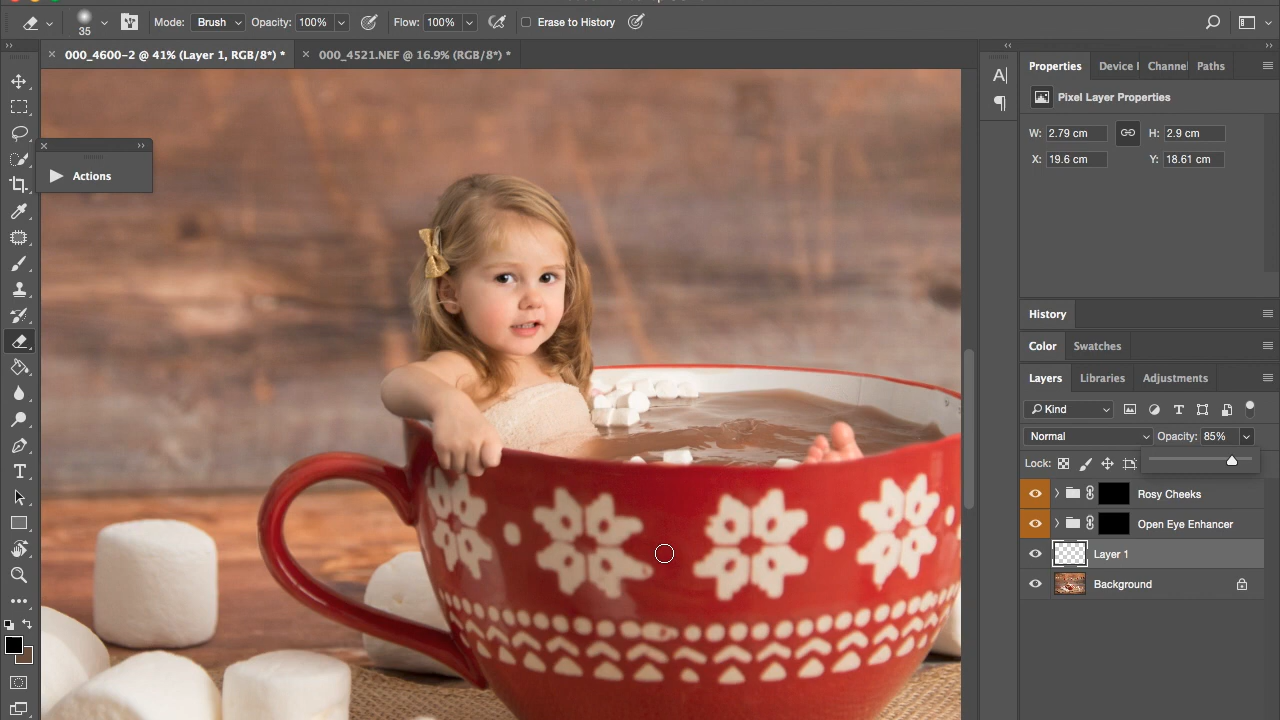 35
Mode: Brush Opacity: 100% Flow: 100% Erase to History
000_4600-2 @ 41% (Layer 1, RGB/8*) * 000_4521.NEF @ 16.9% (RGB/8*) *
Actions
A
Properties Device Channe Paths
Pixel Layer Properties
W: 2.79 cm H: 2.9 cm
X: 19.6 cm Y: 18.61 cm
History
Color Swatches
Layers Libraries Adjustments
Kind
Normal Opacity: 85%
Lock:
Rosy Cheeks
Open Eye Enhancer
Layer 1
Background